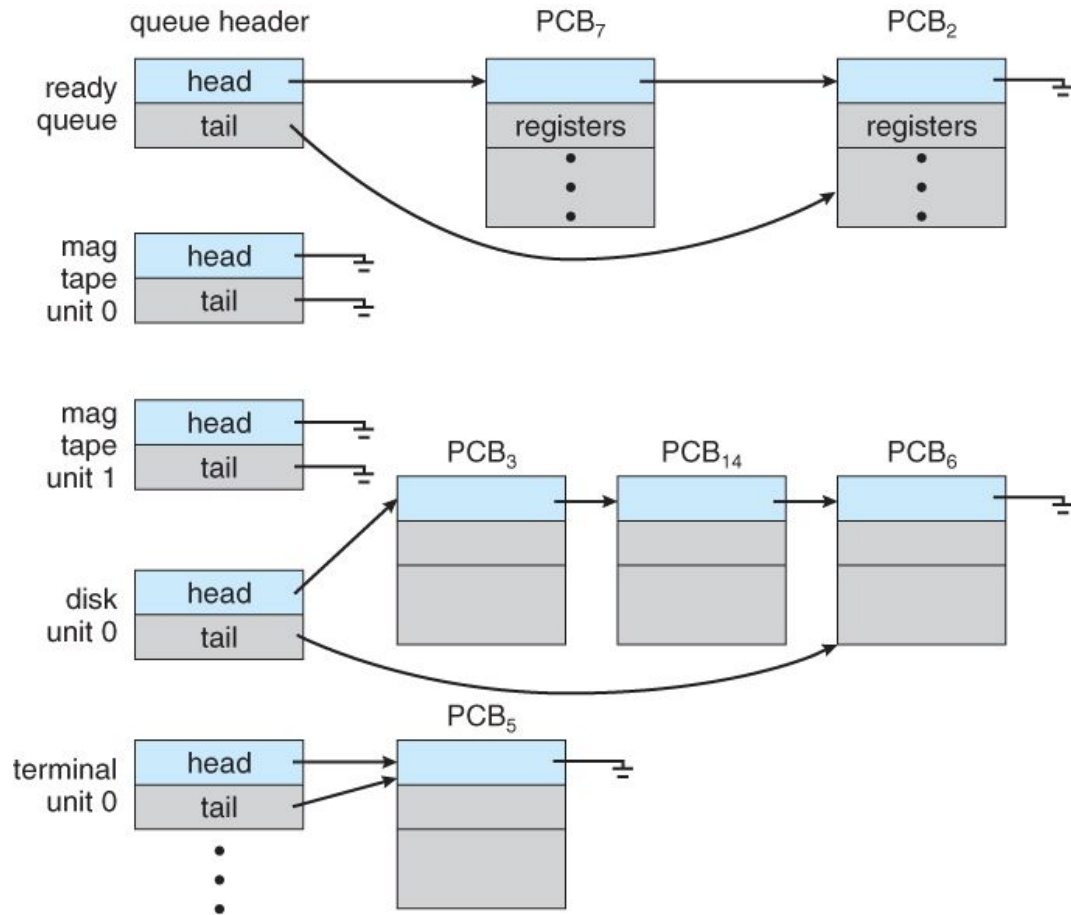 queue header
PCB₇
PCB₂
ready
queue
head
tail
registers
registers
mag
tape
unit 0
head
tail
mag
tape
unit 1
head
tail
PCB₃
PCB₁₄
PCB₆
disk
unit 0
head
tail
PCB₅
terminal
unit 0
head
tail